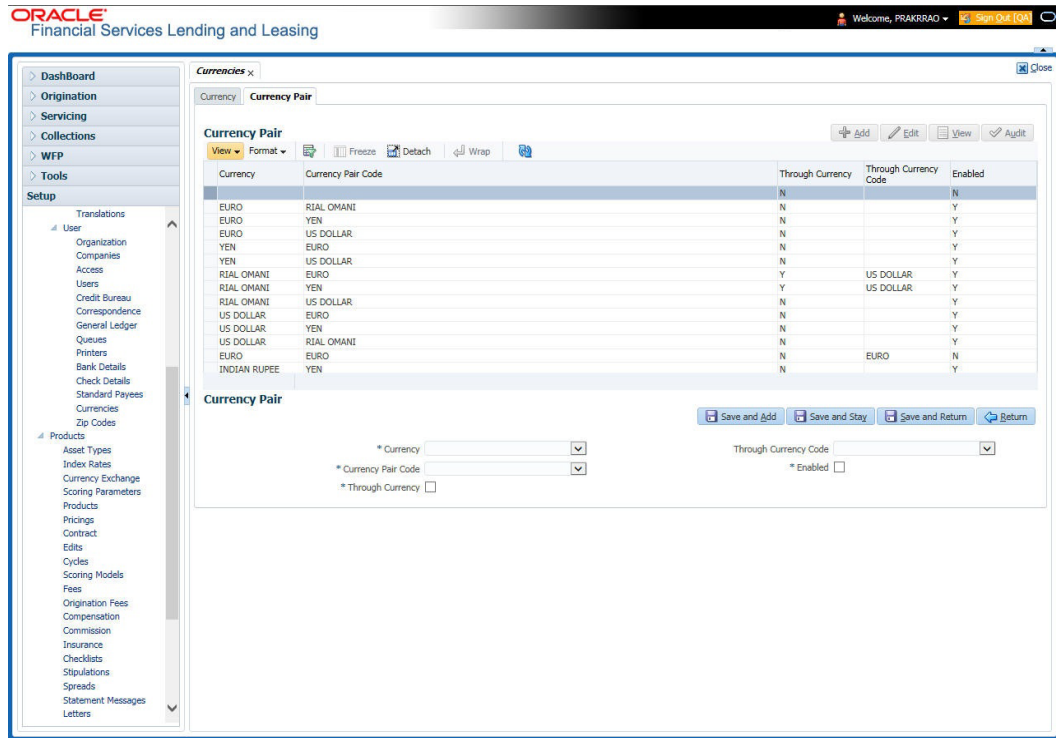 ORACLE
Financial Services Lending and Leasing
Welcome, PRAKRRAO
Sign Out [QA]
Close
DashBoard
Origination
Servicing
Collections
WFP
Tools
Setup
Translations
User
Organization
Companies
Access
Users
Credit Bureau
Correspondence
General Ledger
Queues
Printers
Bank Details
Check Details
Standard Payees
Currencies
Zip Codes
Products
Asset Types
Index Rates
Currency Exchange
Scoring Parameters
Products
Pricings
Contract
Edits
Cycles
Scoring Models
Fees
Origination Fees
Compensation
Commission
Insurance
Checklists
Stipulations
Spreads
Statement Messages
Letters
Currencies x
Currency Currency Pair
Currency Pair
Add Edit View Audit
View Format Freeze Detach Wrap
Currency Currency Pair Code Through Currency Through Currency Code Enabled
N N
EURO RIAL OMANI N Y
EURO YEN N Y
EURO US DOLLAR N Y
YEN EURO N Y
YEN US DOLLAR N Y
RIAL OMANI EURO Y US DOLLAR Y
RIAL OMANI YEN Y US DOLLAR Y
RIAL OMANI US DOLLAR N Y
US DOLLAR EURO N Y
US DOLLAR YEN N Y
US DOLLAR RIAL OMANI N Y
EURO EURO N EURO N
INDIAN RUPEE YEN N Y
Currency Pair
Save and Add Save and Stay Save and Return Return
* Currency Through Currency Code
* Currency Pair Code * Enabled
* Through Currency